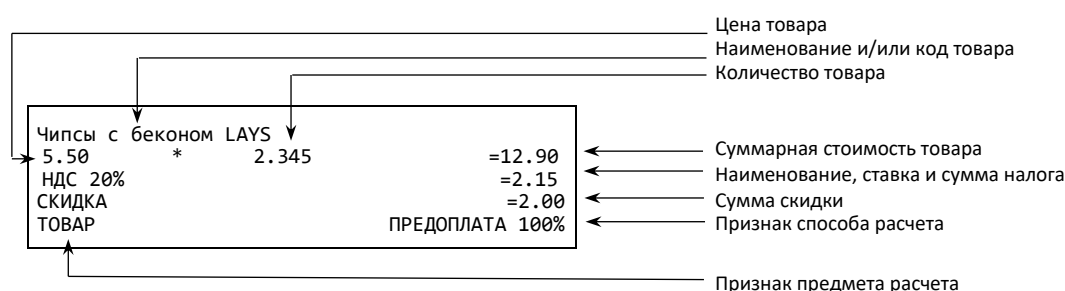 Цена товара
Наименование и/или код товара
Количество товара
Чипсы с беконом LAYS
5.50 * 2.345 =12.90
Суммарная стоимость товара
НДС 20% =2.15
Наименование, ставка и сумма налога
СКИДКА =2.00
Сумма скидки
ТОВАР ПРЕДОПЛАТА 100%
Признак способа расчета
Признак предмета расчета